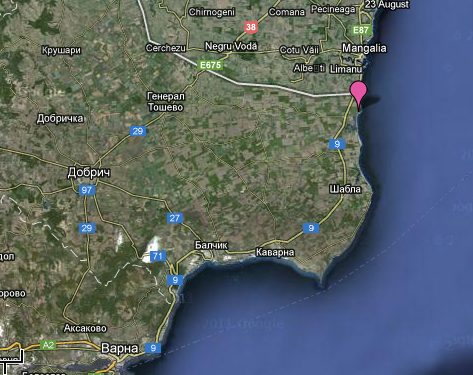 Chirnogeni
Comana
Pecineaga
23 August
38
E87
Крушари
Cerchezu
Negru Vodă
Cotu Văii
Mangalia
E675
Limanu
Генерал
Тошево
Добричка
29
9
Добрич
97
Шабла
27
29
9
Балчик
Каварна
71
9
Аксаково
A2
Варна
9